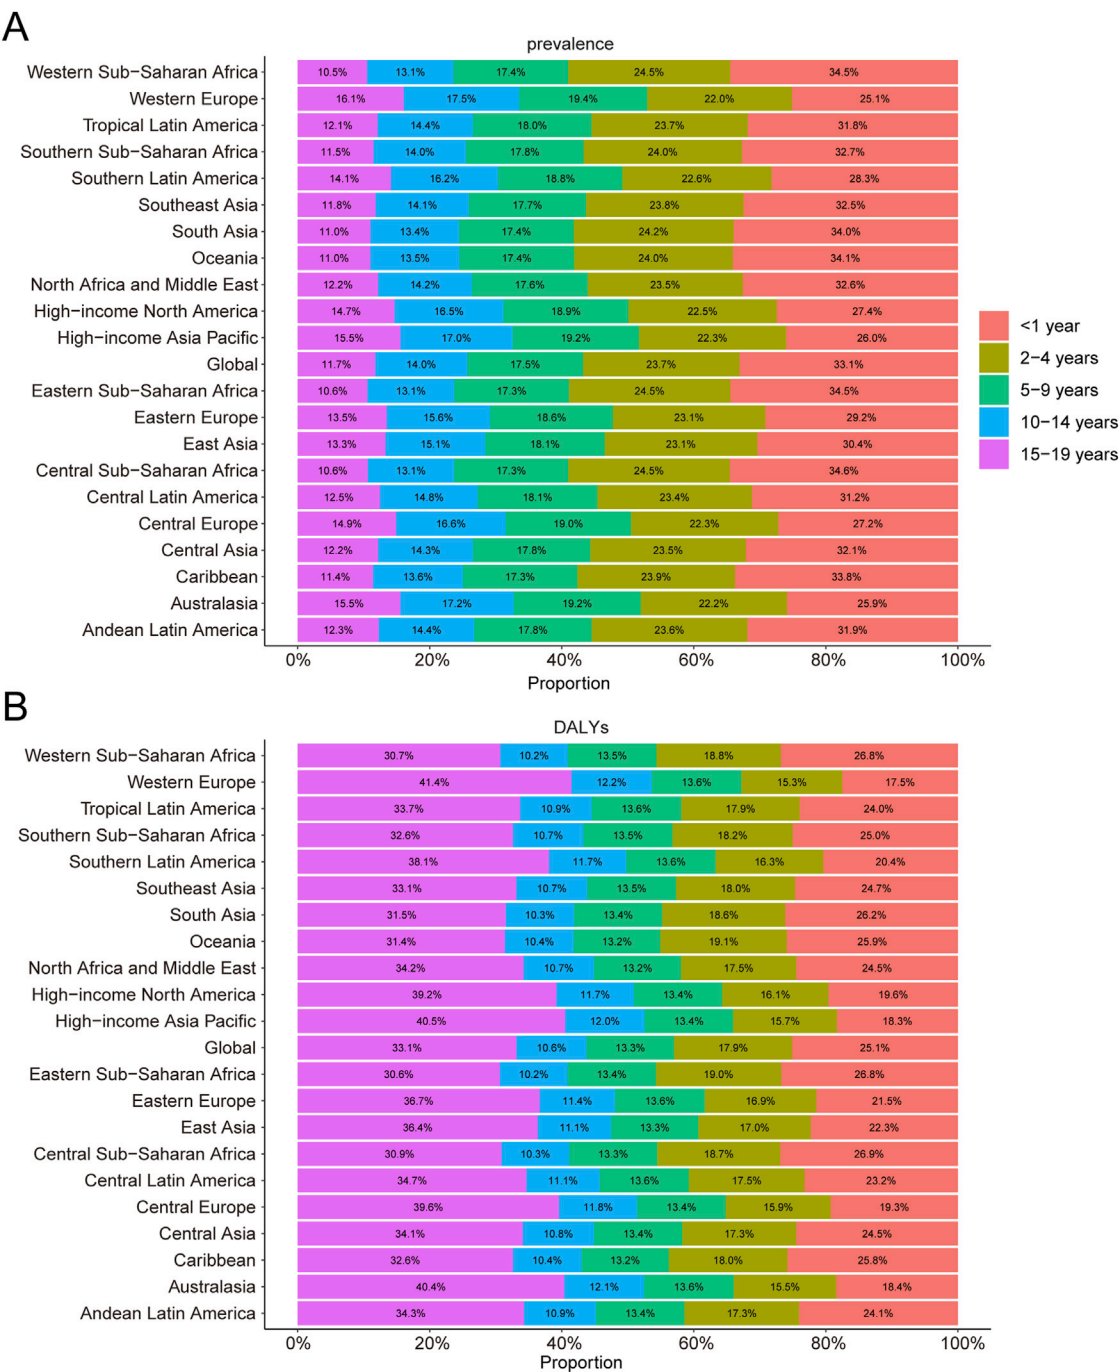 A
prevalence
Western Sub−Saharan Africa 10.5% 13.1% 17.4% 24.5% 34.5%
Western Europe 16.1% 17.5% 19.4% 22.0% 25.1%
Tropical Latin America 12.1% 14.4% 18.0% 23.7% 31.8%
Southern Sub−Saharan Africa 11.5% 14.0% 17.8% 24.0% 32.7%
Southern Latin America 14.1% 16.2% 18.8% 22.6% 28.3%
Southeast Asia 11.8% 14.1% 17.7% 23.8% 32.5%
South Asia 11.0% 13.4% 17.4% 24.2% 34.0%
Oceania 11.0% 13.5% 17.4% 24.0% 34.1%
North Africa and Middle East 12.2% 14.2% 17.6% 23.5% 32.6%
High−income North America 14.7% 16.5% 18.9% 22.5% 27.4%
High−income Asia Pacific 15.5% 17.0% 19.2% 22.3% 26.0%
Global 11.7% 14.0% 17.5% 23.7% 33.1%
Eastern Sub−Saharan Africa 10.6% 13.1% 17.3% 24.5% 34.5%
Eastern Europe 13.5% 15.6% 18.6% 23.1% 29.2%
East Asia 13.3% 15.1% 18.1% 23.1% 30.4%
Central Sub−Saharan Africa 10.6% 13.1% 17.3% 24.5% 34.6%
Central Latin America 12.5% 14.8% 18.1% 23.4% 31.2%
Central Europe 14.9% 16.6% 19.0% 22.3% 27.2%
Central Asia 12.2% 14.3% 17.8% 23.5% 32.1%
Caribbean 11.4% 13.6% 17.3% 23.9% 33.8%
Australasia 15.5% 17.2% 19.2% 22.2% 25.9%
Andean Latin America 12.3% 14.4% 17.8% 23.6% 31.9%
0% 20% 40% 60% 80% 100%
Proportion
<1 year
2−4 years
5−9 years
10−14 years
15−19 years
B
DALYs
Western Sub−Saharan Africa 30.7% 10.2% 13.5% 18.8% 26.8%
Western Europe 41.4% 12.2% 13.6% 15.3% 17.5%
Tropical Latin America 33.7% 10.9% 13.6% 17.9% 24.0%
Southern Sub−Saharan Africa 32.6% 10.7% 13.5% 18.2% 25.0%
Southern Latin America 38.1% 11.7% 13.6% 16.3% 20.4%
Southeast Asia 33.1% 10.7% 13.5% 18.0% 24.7%
South Asia 31.5% 10.3% 13.4% 18.6% 26.2%
Oceania 31.4% 10.4% 13.2% 19.1% 25.9%
North Africa and Middle East 34.2% 10.7% 13.2% 17.5% 24.5%
High−income North America 39.2% 11.7% 13.4% 16.1% 19.6%
High−income Asia Pacific 40.5% 12.0% 13.4% 15.7% 18.3%
Global 33.1% 10.6% 13.3% 17.9% 25.1%
Eastern Sub−Saharan Africa 30.6% 10.2% 13.4% 19.0% 26.8%
Eastern Europe 36.7% 11.4% 13.6% 16.9% 21.5%
East Asia 36.4% 11.1% 13.3% 17.0% 22.3%
Central Sub−Saharan Africa 30.9% 10.3% 13.3% 18.7% 26.9%
Central Latin America 34.7% 11.1% 13.6% 17.5% 23.2%
Central Europe 39.6% 11.8% 13.4% 15.9% 19.3%
Central Asia 34.1% 10.8% 13.4% 17.3% 24.5%
Caribbean 32.6% 10.4% 13.2% 18.0% 25.8%
Australasia 40.4% 12.1% 13.6% 15.5% 18.4%
Andean Latin America 34.3% 10.9% 13.4% 17.3% 24.1%
0% 20% 40% 60% 80% 100%
Proportion